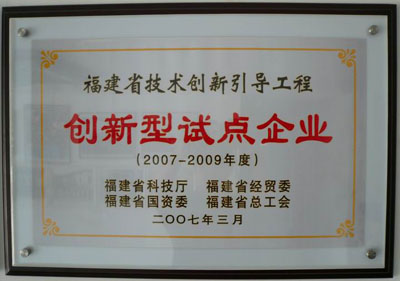 福建省技术创新引导工程
创新型试点企业
(2007-2009年度)
福建省科技厅 福建省经贸委
福建省国资委 福建省总工会
二〇〇七年三月